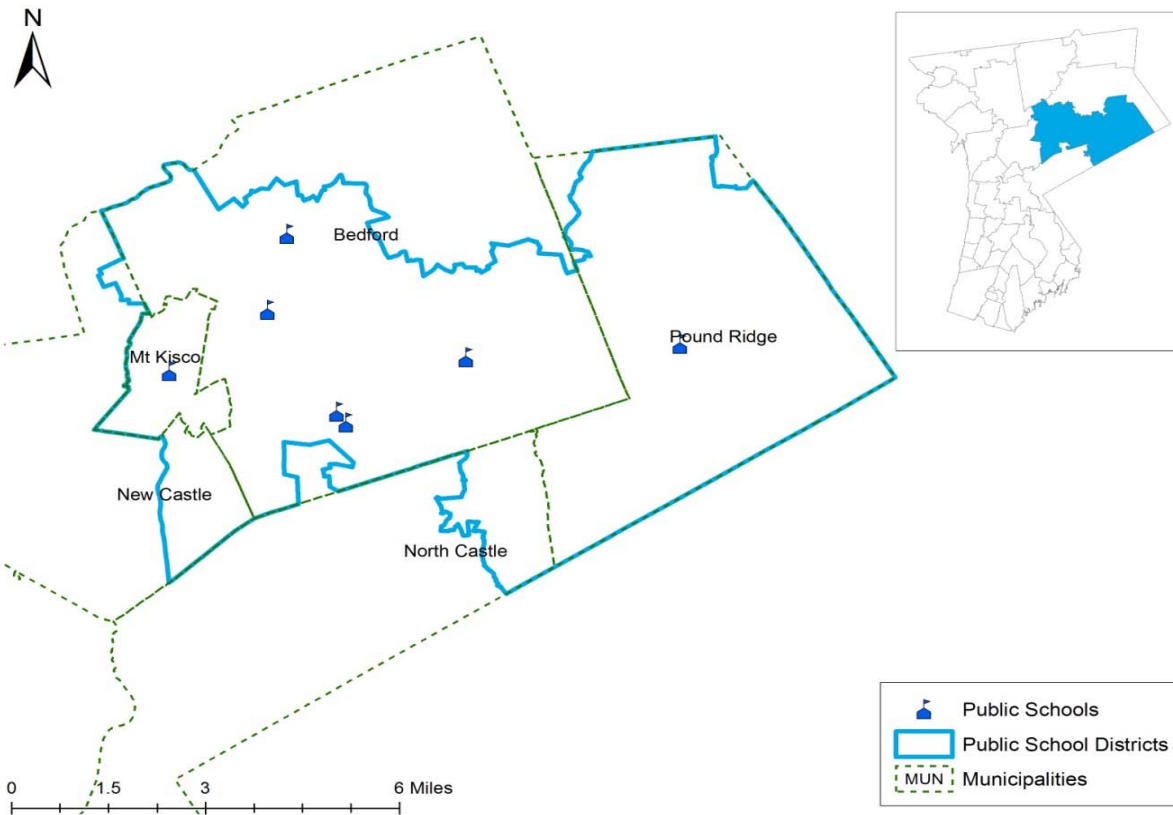 N
Bedford
Pound Ridge
Mt Kisco
New Castle
North Castle
Public Schools
Public School Districts
MUN Municipalities
0 1.5 3 6 Miles